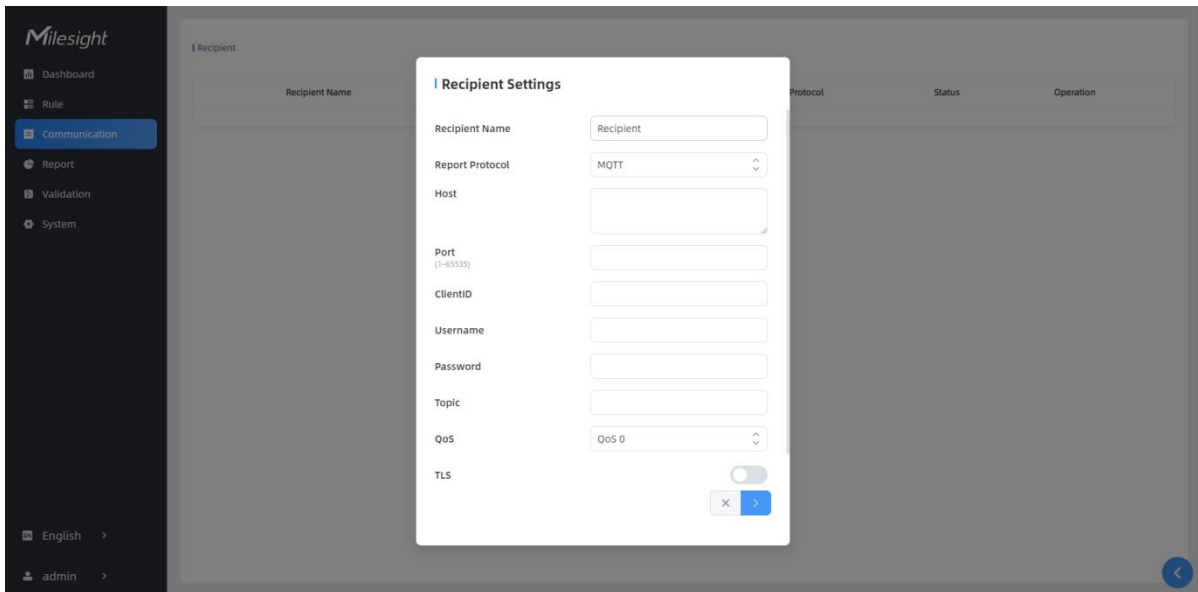 Milesight
Dashboard
Rule
Communication
Report
Validation
System
English
admin
Recipient
Recipient Name
Protocol
Status
Operation
Recipient Settings
Recipient Name
Recipient
Report Protocol
MQTT
Host
Port
(1~65535)
ClientID
Username
Password
Topic
QoS
QoS 0
TLS